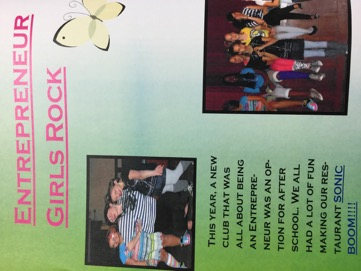 ENTREPRENEUR
GIRLS ROCK
THIS YEAR, A NEW
CLUB THAT WAS
ALL ABOUT BEING
AN ENTREPRE-
NEUR WAS AN OP-
TION FOR AFTER
SCHOOL. WE ALL
HAD A LOT OF FUN
MAKING OUR RES-
TAURANT SONIC
BOOM!!!!